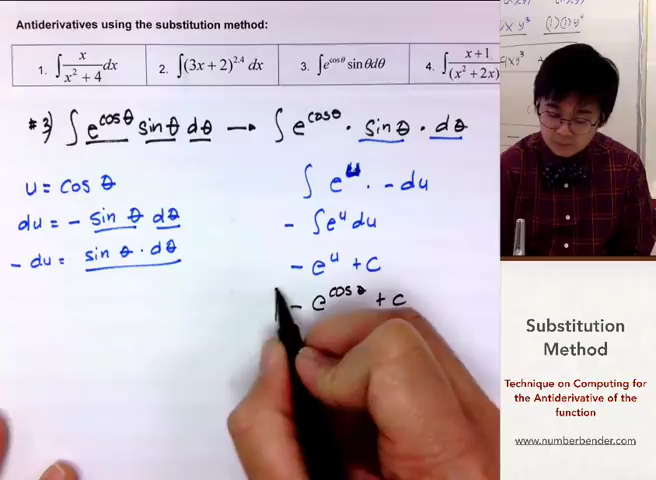 Antiderivatives using the substitution method:
1. ∫ x/(x² + 4) dx
2. ∫(3x + 2)^2.4 dx
3. ∫e^cosθ sinθdθ
4. ∫ (x + 1)/(x² + 2x)
#3) ∫ e^cosθ sinθ dθ → ∫ e^cosθ · sinθ · dθ
u = cos θ
∫ e^u · - du
du = - sin θ dθ
- ∫ e^u du
- du = sin θ · dθ
- e^u + c
- e^cosθ + c
Substitution
Method
Technique on Computing for
the Antiderivative of the
function
www.numberbender.com